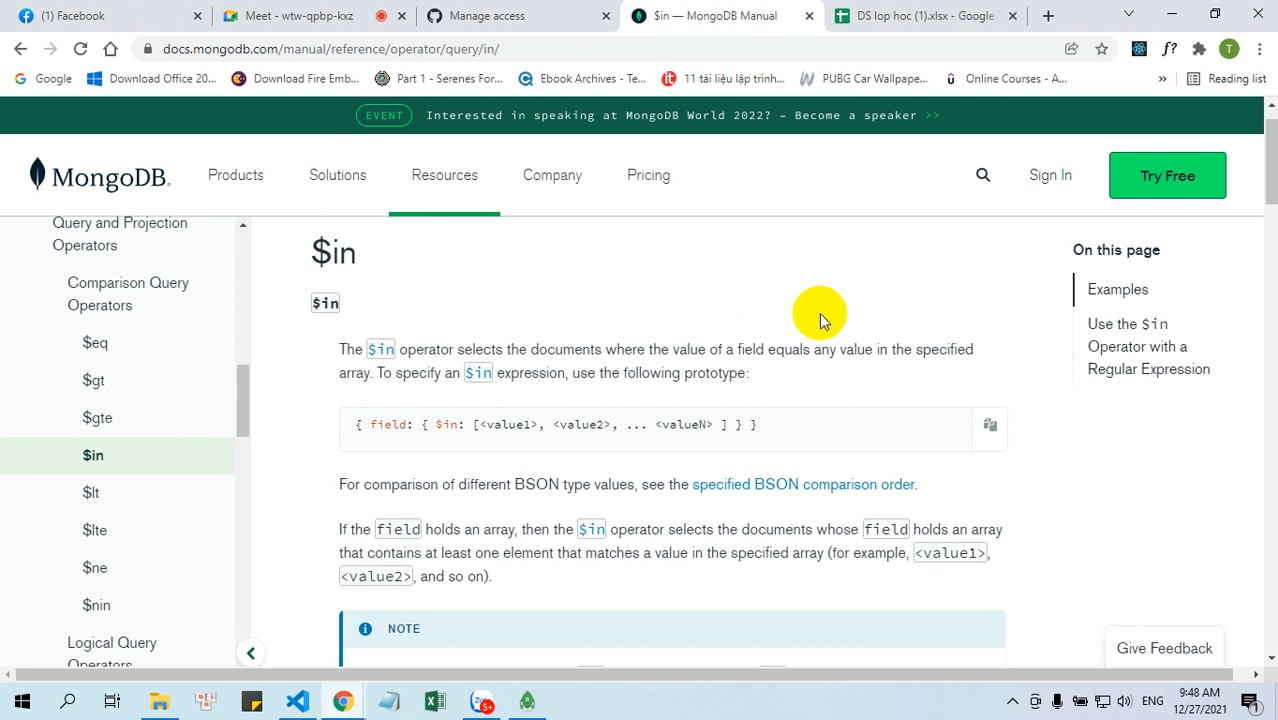 (1) Facebook
Meet - wtw-qpbp-kxz
Manage access
$in — MongoDB Manual
DS lop hoc (1).xlsx - Google
docs.mongodb.com/manual/reference/operator/query/in/
f?
T
Google
Download Office 20...
Download Fire Emb...
Part 1 - Serenes For...
Ebook Archives - Te...
11 tài liệu lập trình...
PUBG Car Wallpape...
Online Courses - A...
»
Reading list
EVENT
Interested in speaking at MongoDB World 2022? – Become a speaker >>
MongoDB.
Products
Solutions
Resources
Company
Pricing
Sign In
Try Free
Query and Projection
Operators
Comparison Query
Operators
$eq
$gt
$gte
$in
$lt
$lte
$ne
$nin
Logical Query
Operators
$in
$in
The $in operator selects the documents where the value of a field equals any value in the specified
array. To specify an $in expression, use the following prototype:
{ field: { $in: [<value1>, <value2>, ... <valueN> ] } }
For comparison of different BSON type values, see the specified BSON comparison order.
If the field holds an array, then the $in operator selects the documents whose field holds an array
that contains at least one element that matches a value in the specified array (for example, <value1>,
<value2>, and so on).
NOTE
On this page
Examples
Use the $in
Operator with a
Regular Expression
Give Feedback
Zalo
5+
ENG
9:48 AM
12/27/2021
1